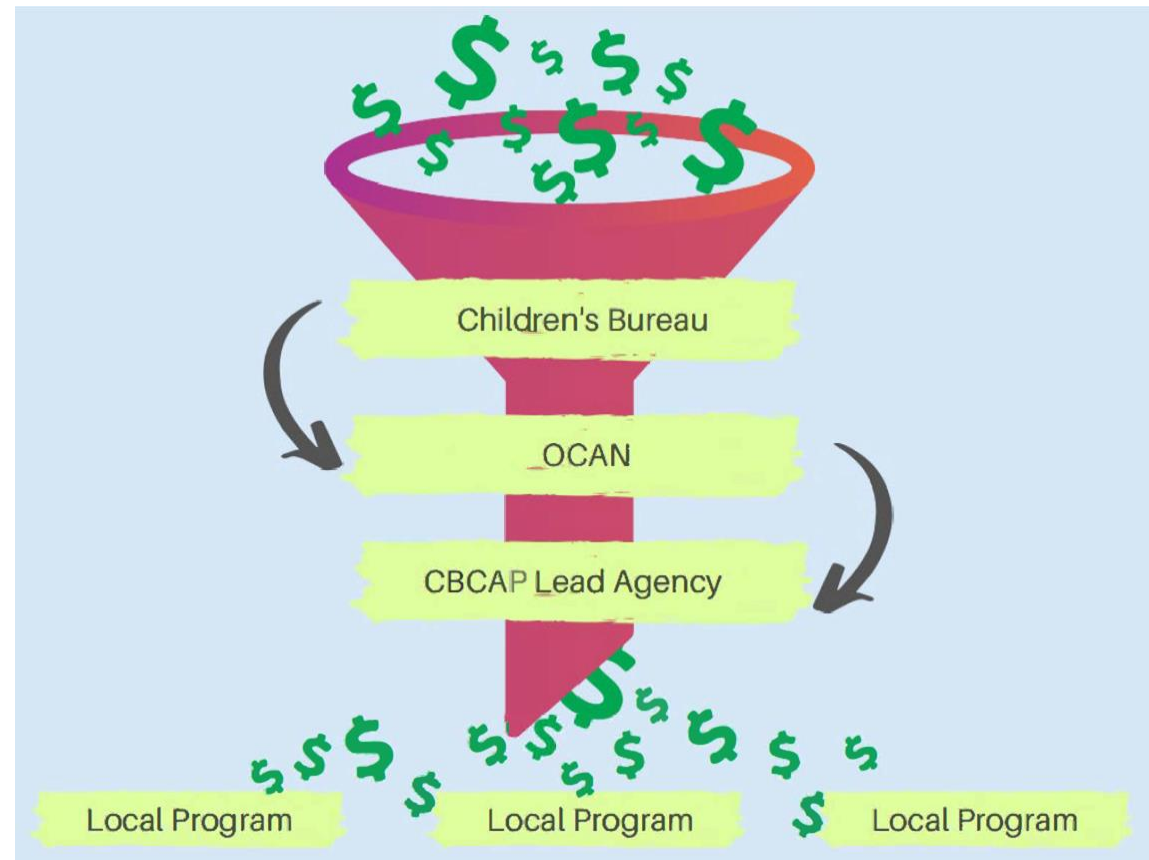 Children's Bureau
OCAN
CBCAP Lead Agency
Local Program
Local Program
Local Program